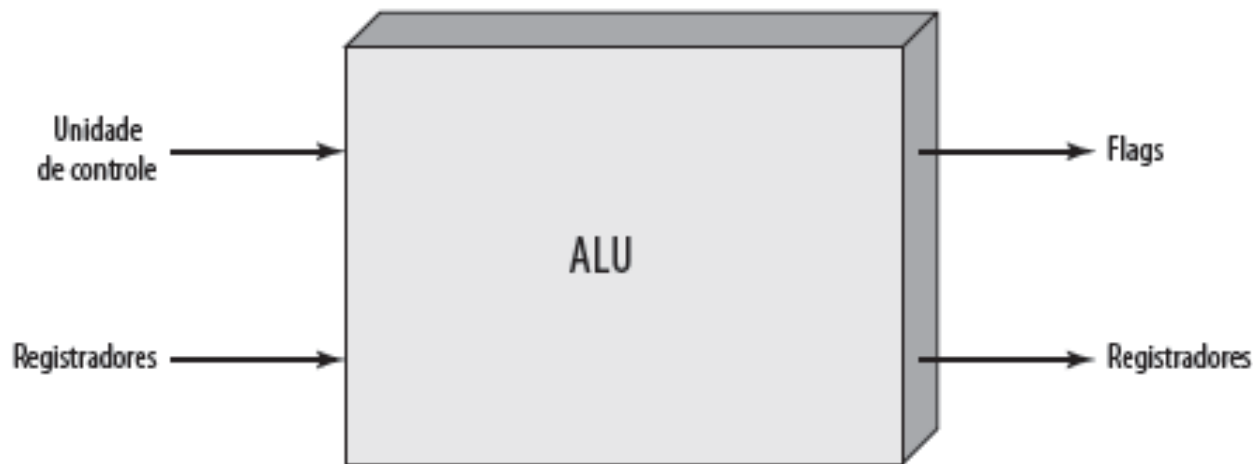 Unidade
de controle
Flags
ALU
Registradores
Registradores